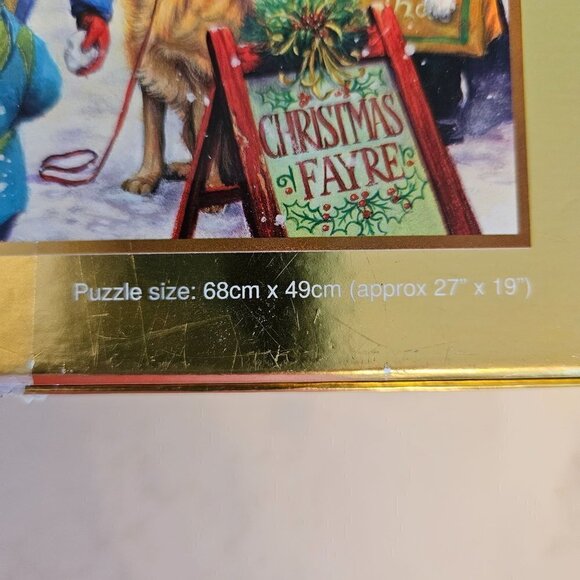 CHRISTMAS
FAYRE
Puzzle size: 68cm x 49cm (approx 27" x 19")